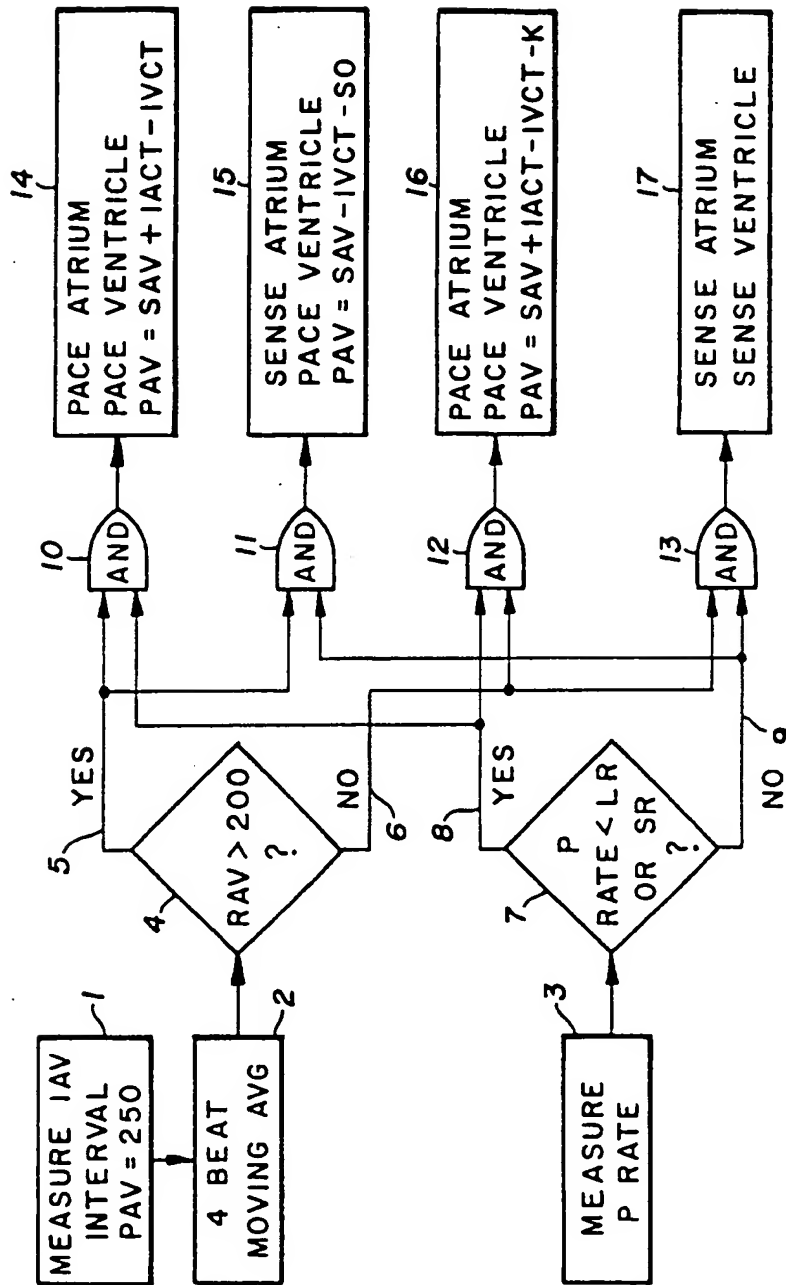 1
MEASURE IAV
INTERVAL
PAV = 250
2
4 BEAT
MOVING AVG
3
MEASURE
P RATE
4
RAV > 200
?
5
YES
NO
6
7
P
RATE < LR
OR SR
?
8
YES
NO
9
10
AND
11
AND
12
AND
13
AND
14
PACE ATRIUM
PACE VENTRICLE
PAV = SAV + IACT - IVCT
15
SENSE ATRIUM
PACE VENTRICLE
PAV = SAV - IVCT - SO
16
PACE ATRIUM
PACE VENTRICLE
PAV = SAV + IACT - IVCT - K
17
SENSE ATRIUM
SENSE VENTRICLE